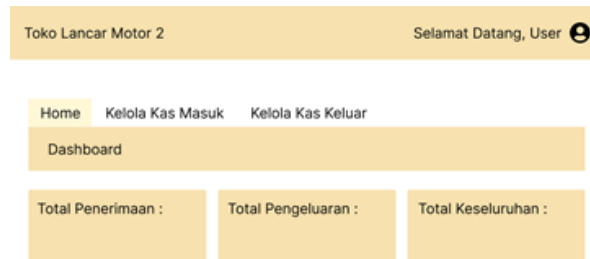 Toko Lancar Motor 2 Selamat Datang, User
Home Kelola Kas Masuk Kelola Kas Keluar
Dashboard
Total Penerimaan : Total Pengeluaran : Total Keseluruhan :